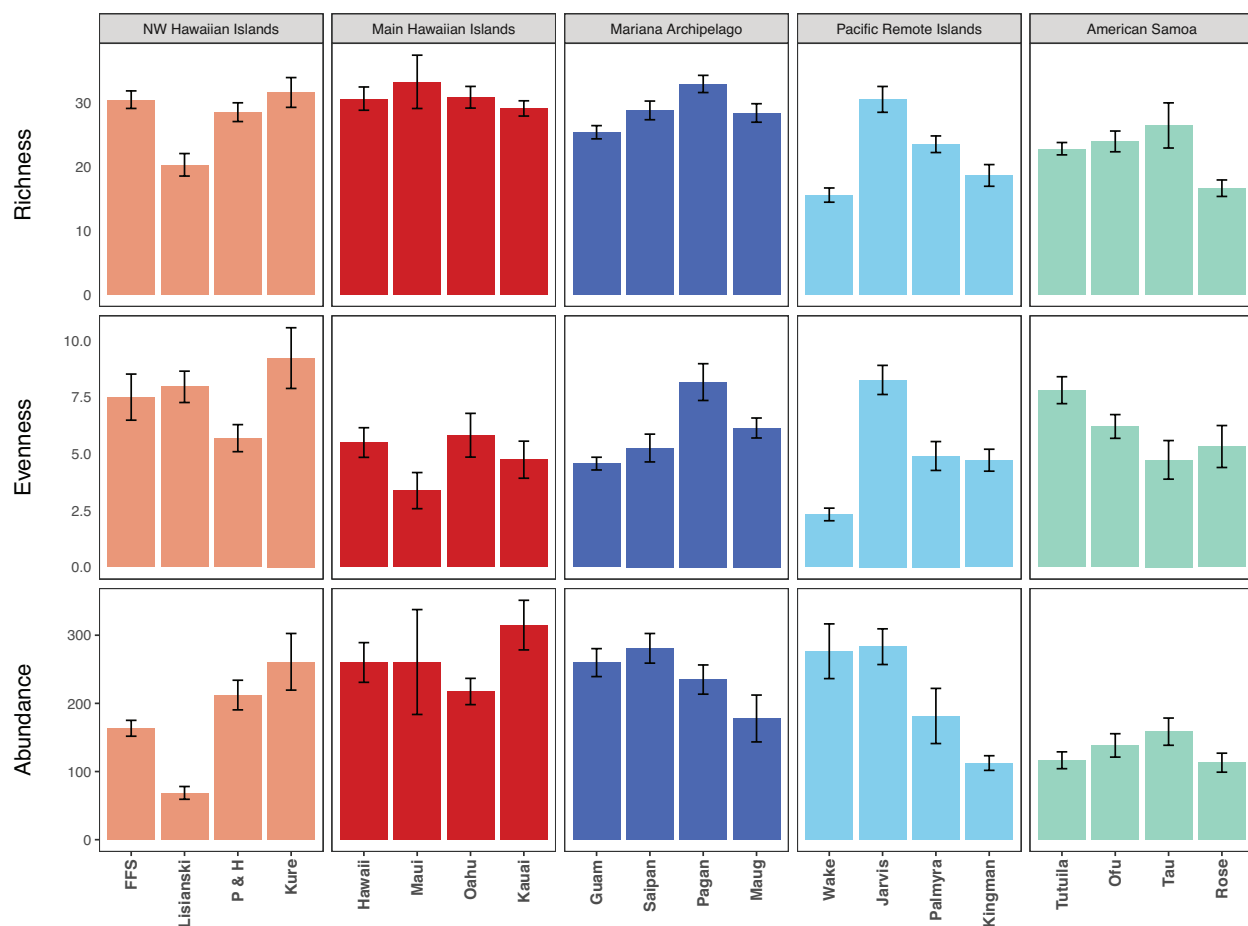 NW Hawaiian Islands Main Hawaiian Islands Mariana Archipelago Pacific Remote Islands American Samoa
Richness
30
20
10
0
Evenness
10.0
7.5
5.0
2.5
0.0
Abundance
300
200
100
0
FFS
Lisianski
P & H
Kure
Hawaii
Maui
Oahu
Kauai
Guam
Saipan
Pagan
Maug
Wake
Jarvis
Palmyra
Kingman
Tutuila
Ofu
Tau
Rose